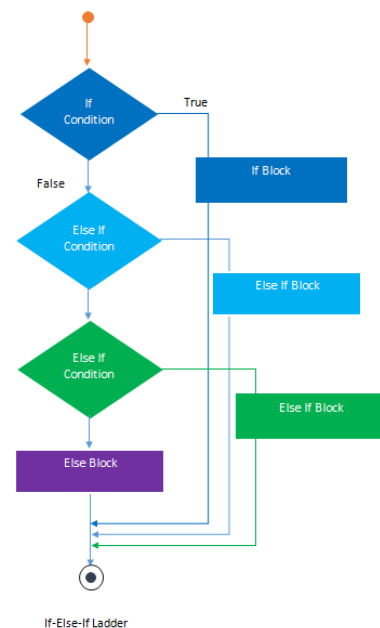 If
Condition
True
If Block
False
Else If
Condition
Else If Block
Else If
Condition
Else If Block
Else Block
If-Else-If Ladder